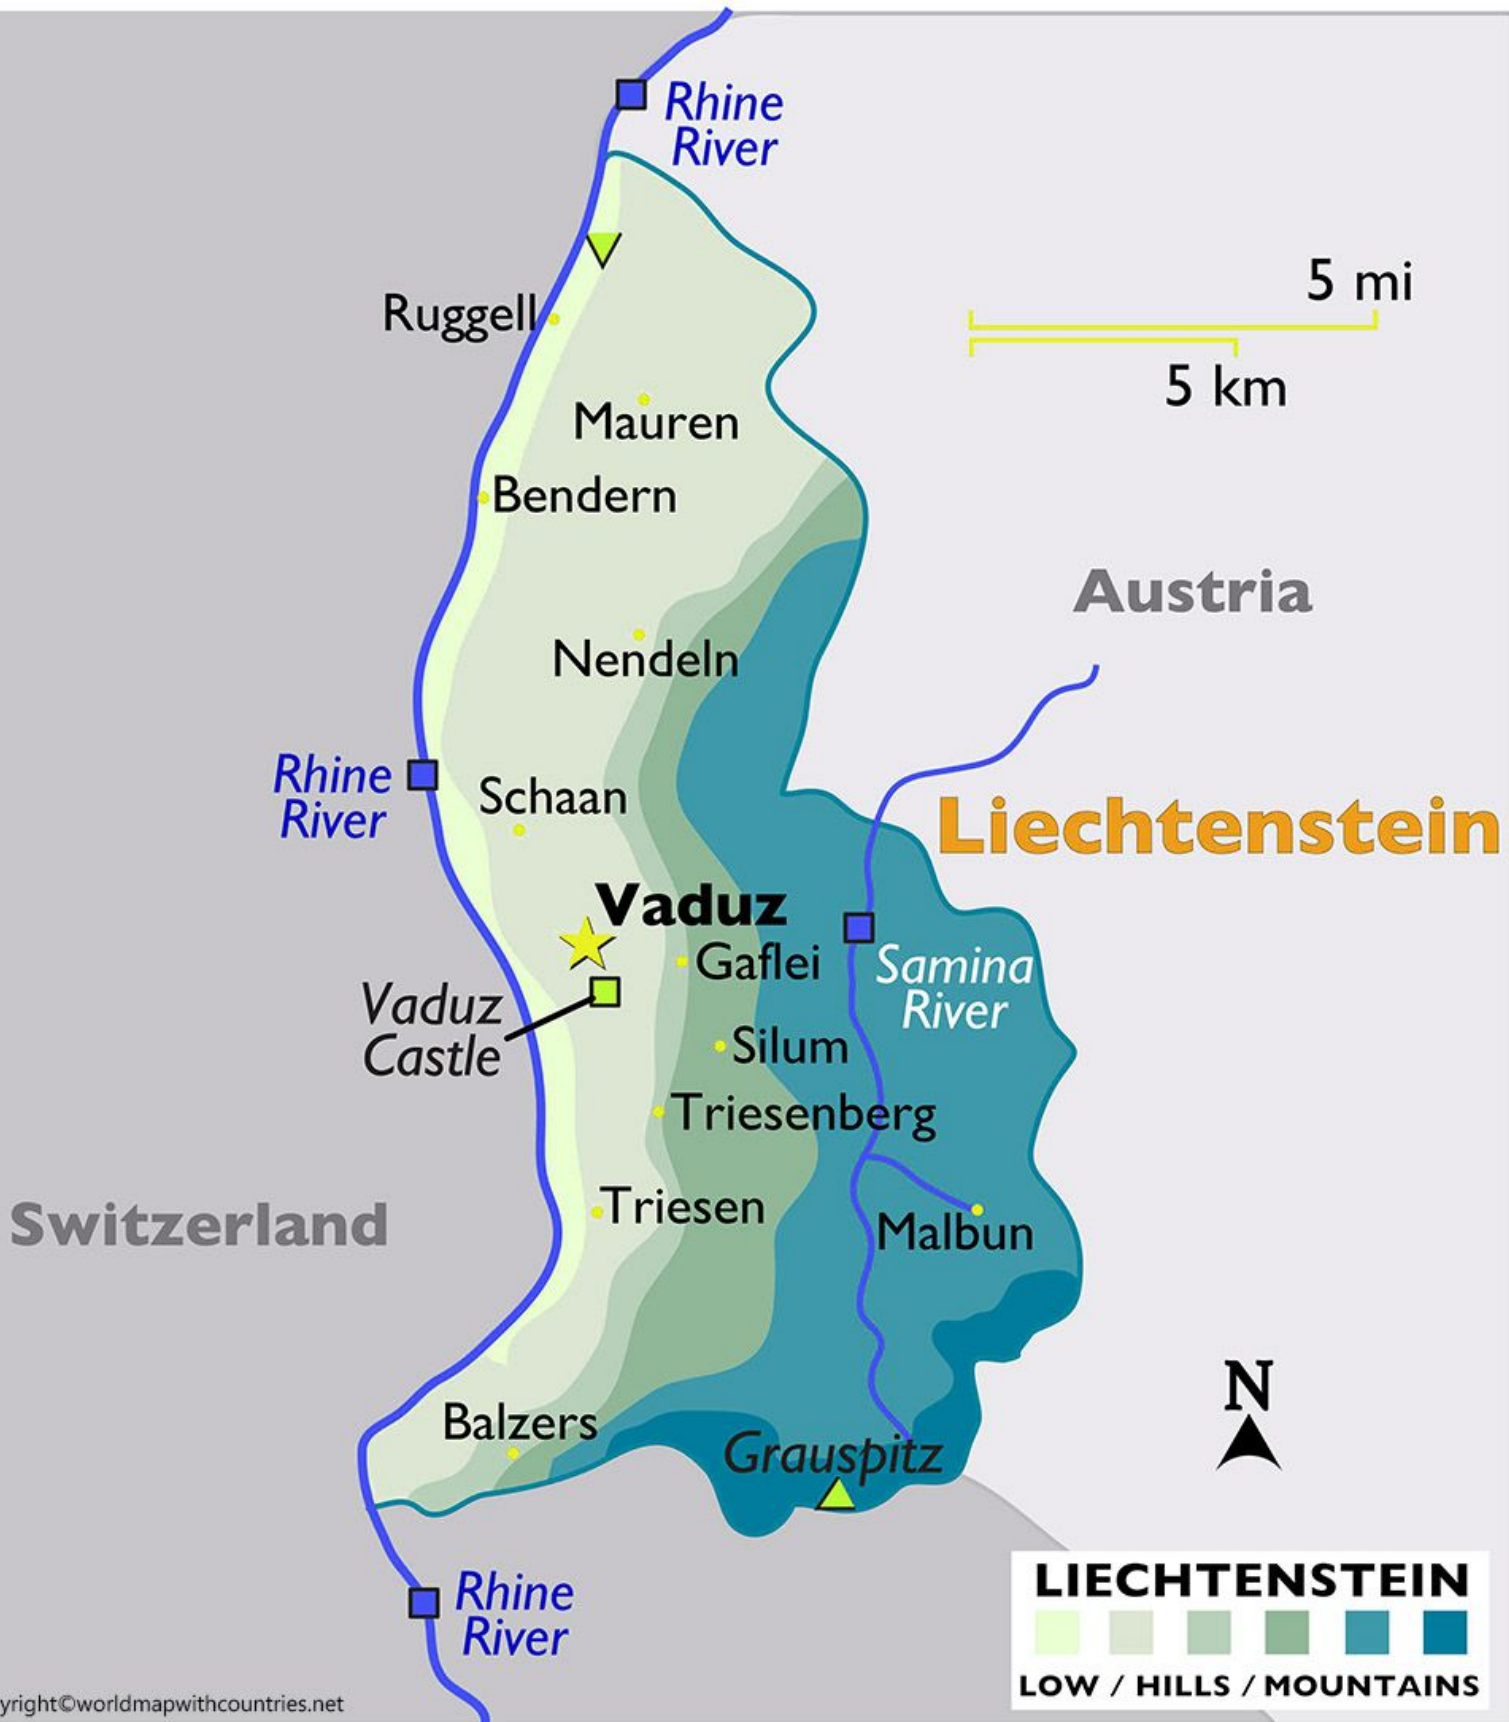 Rhine
River
5 mi
Ruggell
5 km
Mauren
Bendern
Austria
Nendeln
Rhine
River
Schaan
Liechtenstein
Vaduz
Gaflei
Samina
River
Vaduz
Castle
Silum
Triesenberg
Switzerland
Triesen
Malbun
N
Balzers
Grauspitz
Rhine
River
LIECHTENSTEIN
LOW / HILLS / MOUNTAINS
yright©worldmapwithcountries.net